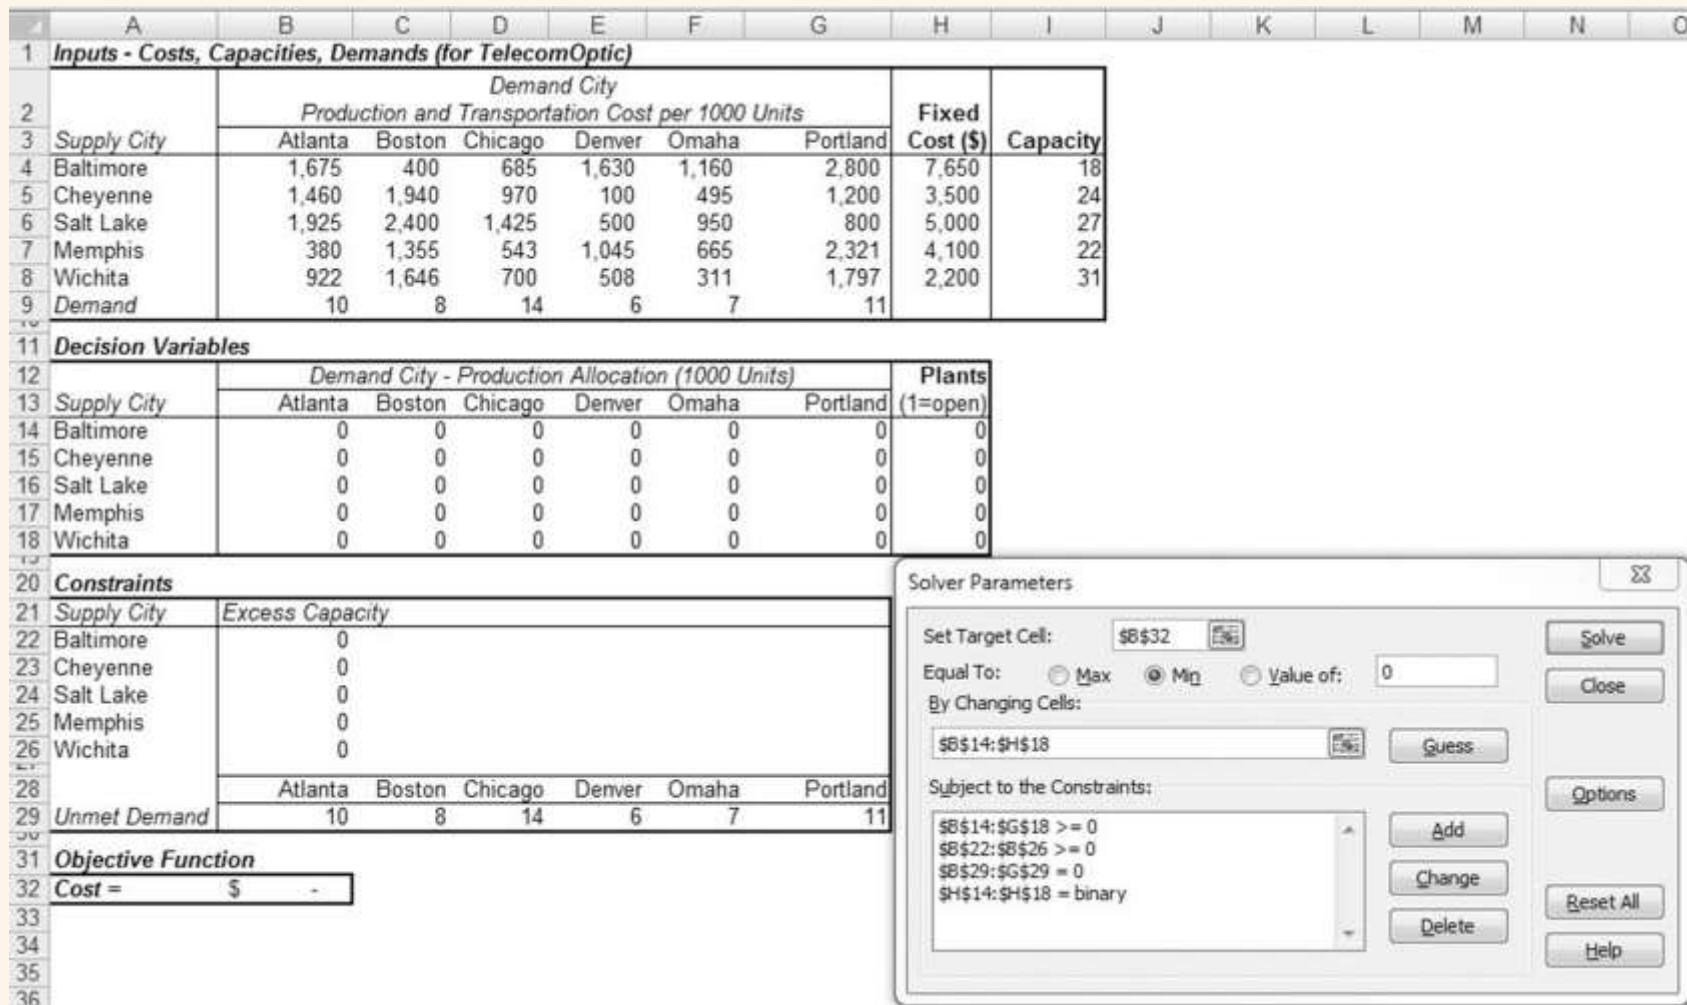 A B C D E F G H I J K L M N O
1 Inputs - Costs, Capacities, Demands (for TelecomOptic)
Demand City
2 Production and Transportation Cost per 1000 Units Fixed
3 Supply City Atlanta Boston Chicago Denver Omaha Portland Cost ($) Capacity
4 Baltimore 1,675 400 685 1,630 1,160 2,800 7,650 18
5 Cheyenne 1,460 1,940 970 100 495 1,200 3,500 24
6 Salt Lake 1,925 2,400 1,425 500 950 800 5,000 27
7 Memphis 380 1,355 543 1,045 665 2,321 4,100 22
8 Wichita 922 1,646 700 508 311 1,797 2,200 31
9 Demand 10 8 14 6 7 11
11 Decision Variables
12 Demand City - Production Allocation (1000 Units) Plants
13 Supply City Atlanta Boston Chicago Denver Omaha Portland (1=open)
14 Baltimore 0 0 0 0 0 0 0
15 Cheyenne 0 0 0 0 0 0 0
16 Salt Lake 0 0 0 0 0 0 0
17 Memphis 0 0 0 0 0 0 0
18 Wichita 0 0 0 0 0 0 0
20 Constraints
21 Supply City Excess Capacity
22 Baltimore 0
23 Cheyenne 0
24 Salt Lake 0
25 Memphis 0
26 Wichita 0
28 Atlanta Boston Chicago Denver Omaha Portland
29 Unmet Demand 10 8 14 6 7 11
31 Objective Function
32 Cost = $ -
33
34
35
36
Solver Parameters
Set Target Cell: $B$32 Solve
Equal To: Max Min Value of: 0 Close
By Changing Cells:
$B$14:$H$18 Guess
Subject to the Constraints: Options
$B$14:$G$18 >= 0 Add
$B$22:$B$26 >= 0
$B$29:$G$29 = 0 Change
$H$14:$H$18 = binary Reset All
Delete
Help